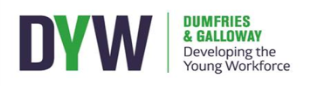 DYW
DUMFRIES
& GALLOWAY
Developing the
Young Workforce